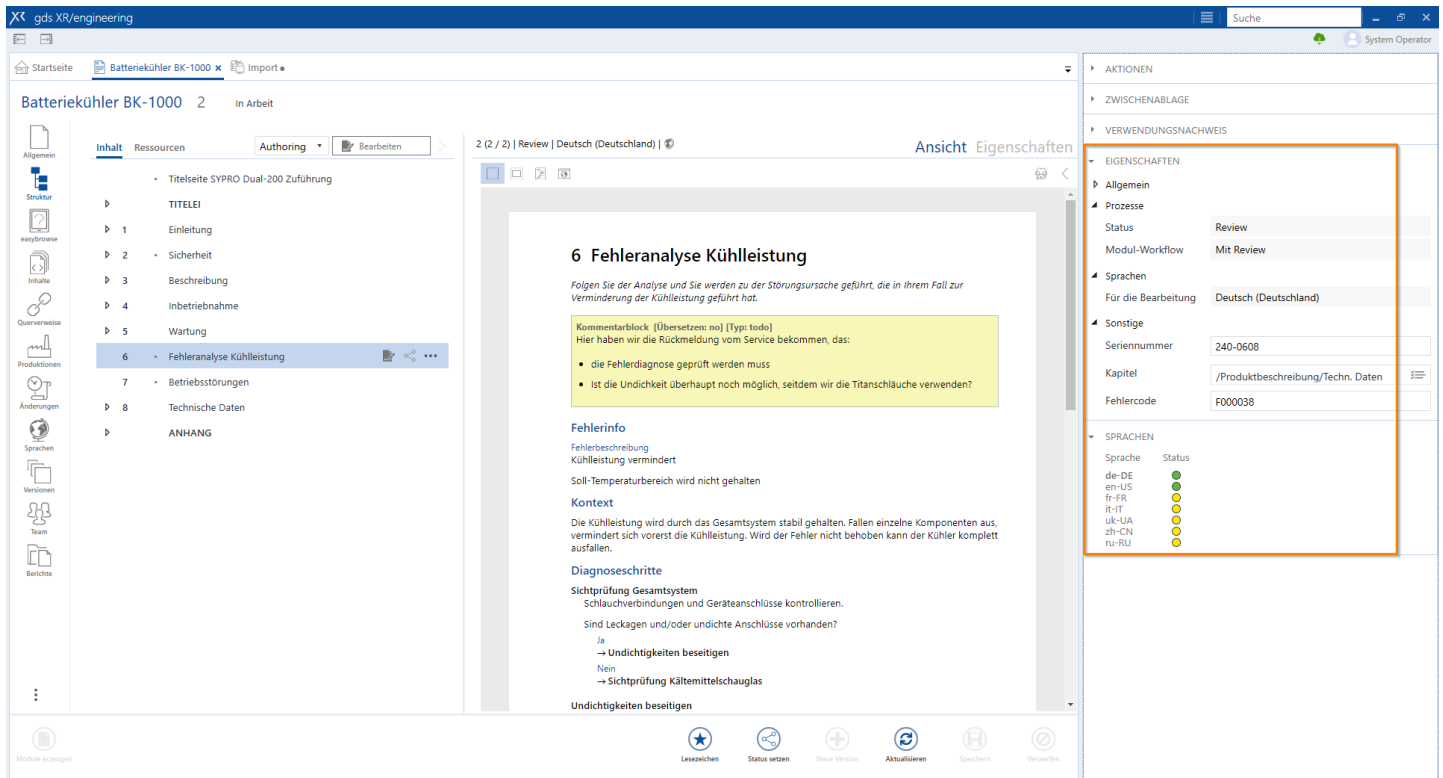 gds XR/engineering
Suche
System Operator
Startseite
Batteriekühler BK-1000
Import
Batteriekühler BK-1000 2 In Arbeit
Allgemein
Struktur
easybrowse
Inhalte
Querverweise
Produktionen
Änderungen
Sprachen
Versionen
Team
Berichte
Inhalt Ressourcen Authoring Bearbeiten
Titelseite SYPRO Dual-200 Zuführung
TITELEI
1 Einleitung
2 Sicherheit
3 Beschreibung
4 Inbetriebnahme
5 Wartung
6 Fehleranalyse Kühlleistung
7 Betriebsstörungen
8 Technische Daten
ANHANG
2 (2 / 2) | Review | Deutsch (Deutschland) |
Ansicht Eigenschaften
6 Fehleranalyse Kühlleistung
Folgen Sie der Analyse und Sie werden zu der Störungsursache geführt, die in Ihrem Fall zur
Verminderung der Kühlleistung geführt hat.
Kommentarblock [Übersetzen: no] [Typ: todo]
Hier haben wir die Rückmeldung vom Service bekommen, das:
• die Fehlerdiagnose geprüft werden muss
• Ist die Undichkeit überhaupt noch möglich, seitdem wir die Titanschläuche verwenden?
Fehlerinfo
Fehlerbeschreibung
Kühlleistung vermindert
Soll-Temperaturbereich wird nicht gehalten
Kontext
Die Kühlleistung wird durch das Gesamtsystem stabil gehalten. Fallen einzelne Komponenten aus,
vermindert sich vorerst die Kühlleistung. Wird der Fehler nicht behoben kann der Kühler komplett
ausfallen.
Diagnoseschritte
Sichtprüfung Gesamtsystem
Schlauchverbindungen und Geräteanschlüsse kontrollieren.
Sind Leckagen und/oder undichte Anschlüsse vorhanden?
Ja
→ Undichtigkeiten beseitigen
Nein
→ Sichtprüfung Kältemittelschauglas
Undichtigkeiten beseitigen
AKTIONEN
ZWISCHENABLAGE
VERWENDUNGSNACHWEIS
EIGENSCHAFTEN
Allgemein
Prozesse
Status Review
Modul-Workflow Mit Review
Sprachen
Für die Bearbeitung Deutsch (Deutschland)
Sonstige
Seriennummer 240-0608
Kapitel /Produktbeschreibung/Techn. Daten
Fehlercode F000038
SPRACHEN
Sprache Status
de-DE
en-US
fr-FR
it-IT
uk-UA
zh-CN
ru-RU
Module erzeugen
Lesezeichen
Status setzen
Neue Version
Aktualisieren
Speichern
Verwerfen